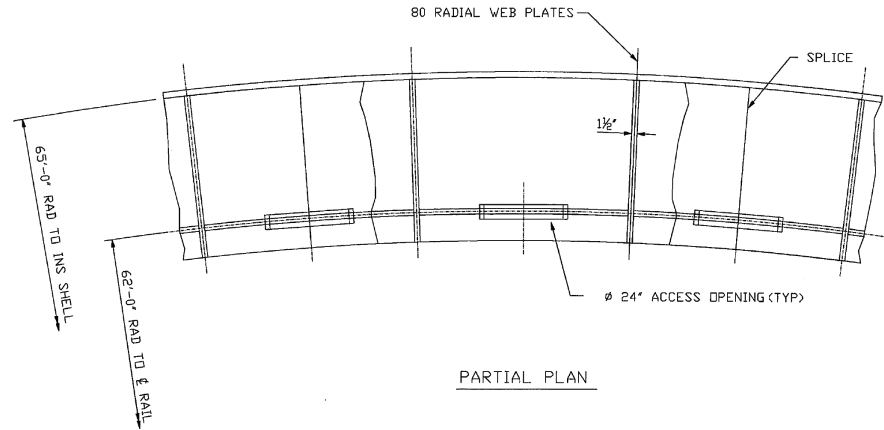 80 RADIAL WEB PLATES
SPLICE
1½"
65'-0" RAD TO INS SHELL
62'-0" RAD TO ℄ RAIL
Ø 24" ACCESS OPENING (TYP)
PARTIAL PLAN